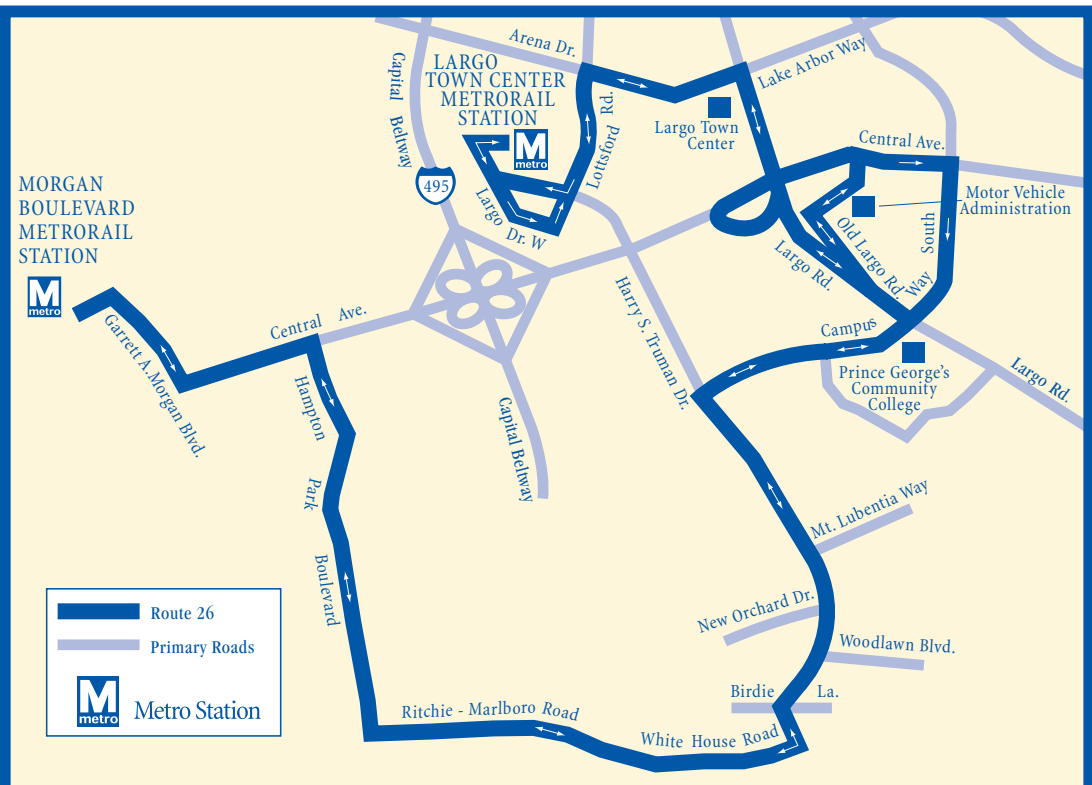 Arena Dr.
Lake Arbor Way
Capital Beltway
LARGO
TOWN CENTER
METRORAIL
STATION
M
metro
Lottsford Rd.
Largo Town
Center
Central Ave.
495
Largo Dr. W
Motor Vehicle
Administration
MORGAN
BOULEVARD
METRORAIL
STATION
M
metro
Old Largo Rd.
Largo Rd.
South
Way
Campus
Harry S. Truman Dr.
Central Ave.
Garrett A. Morgan Blvd.
Prince George's
Community
College
Largo Rd.
Hampton
Park
Boulevard
Capital Beltway
Mt. Lubentia Way
New Orchard Dr.
Woodlawn Blvd.
Birdie La.
Ritchie - Marlboro Road
White House Road
Route 26
Primary Roads
M
metro
Metro Station